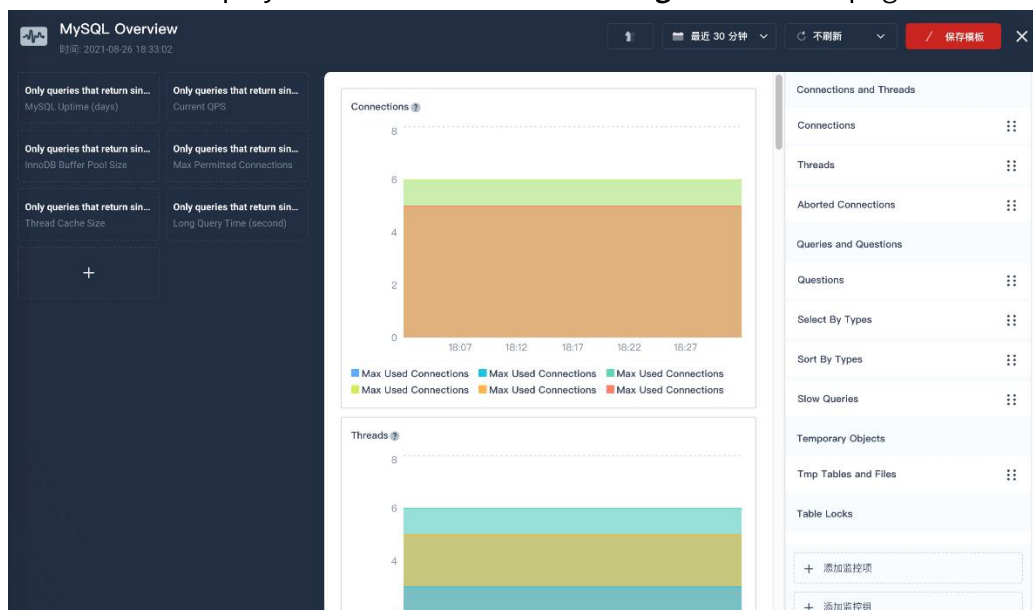 MySQL Overview
时间: 2021-08-26 18:33:02
最近 30 分钟
不刷新
保存模板
Only queries that return sin...
MySQL Uptime (days)
Only queries that return sin...
Current QPS
Only queries that return sin...
InnoDB Buffer Pool Size
Only queries that return sin...
Max Permitted Connections
Only queries that return sin...
Thread Cache Size
Only queries that return sin...
Long Query Time (second)
+
Connections ?
8
6
4
2
0
18:07 18:12 18:17 18:22 18:27
Max Used Connections Max Used Connections Max Used Connections
Max Used Connections Max Used Connections Max Used Connections
Threads ?
8
6
4
Connections and Threads
Connections
Threads
Aborted Connections
Queries and Questions
Questions
Select By Types
Sort By Types
Slow Queries
Temporary Objects
Tmp Tables and Files
Table Locks
+ 添加监控项
+ 添加监控组